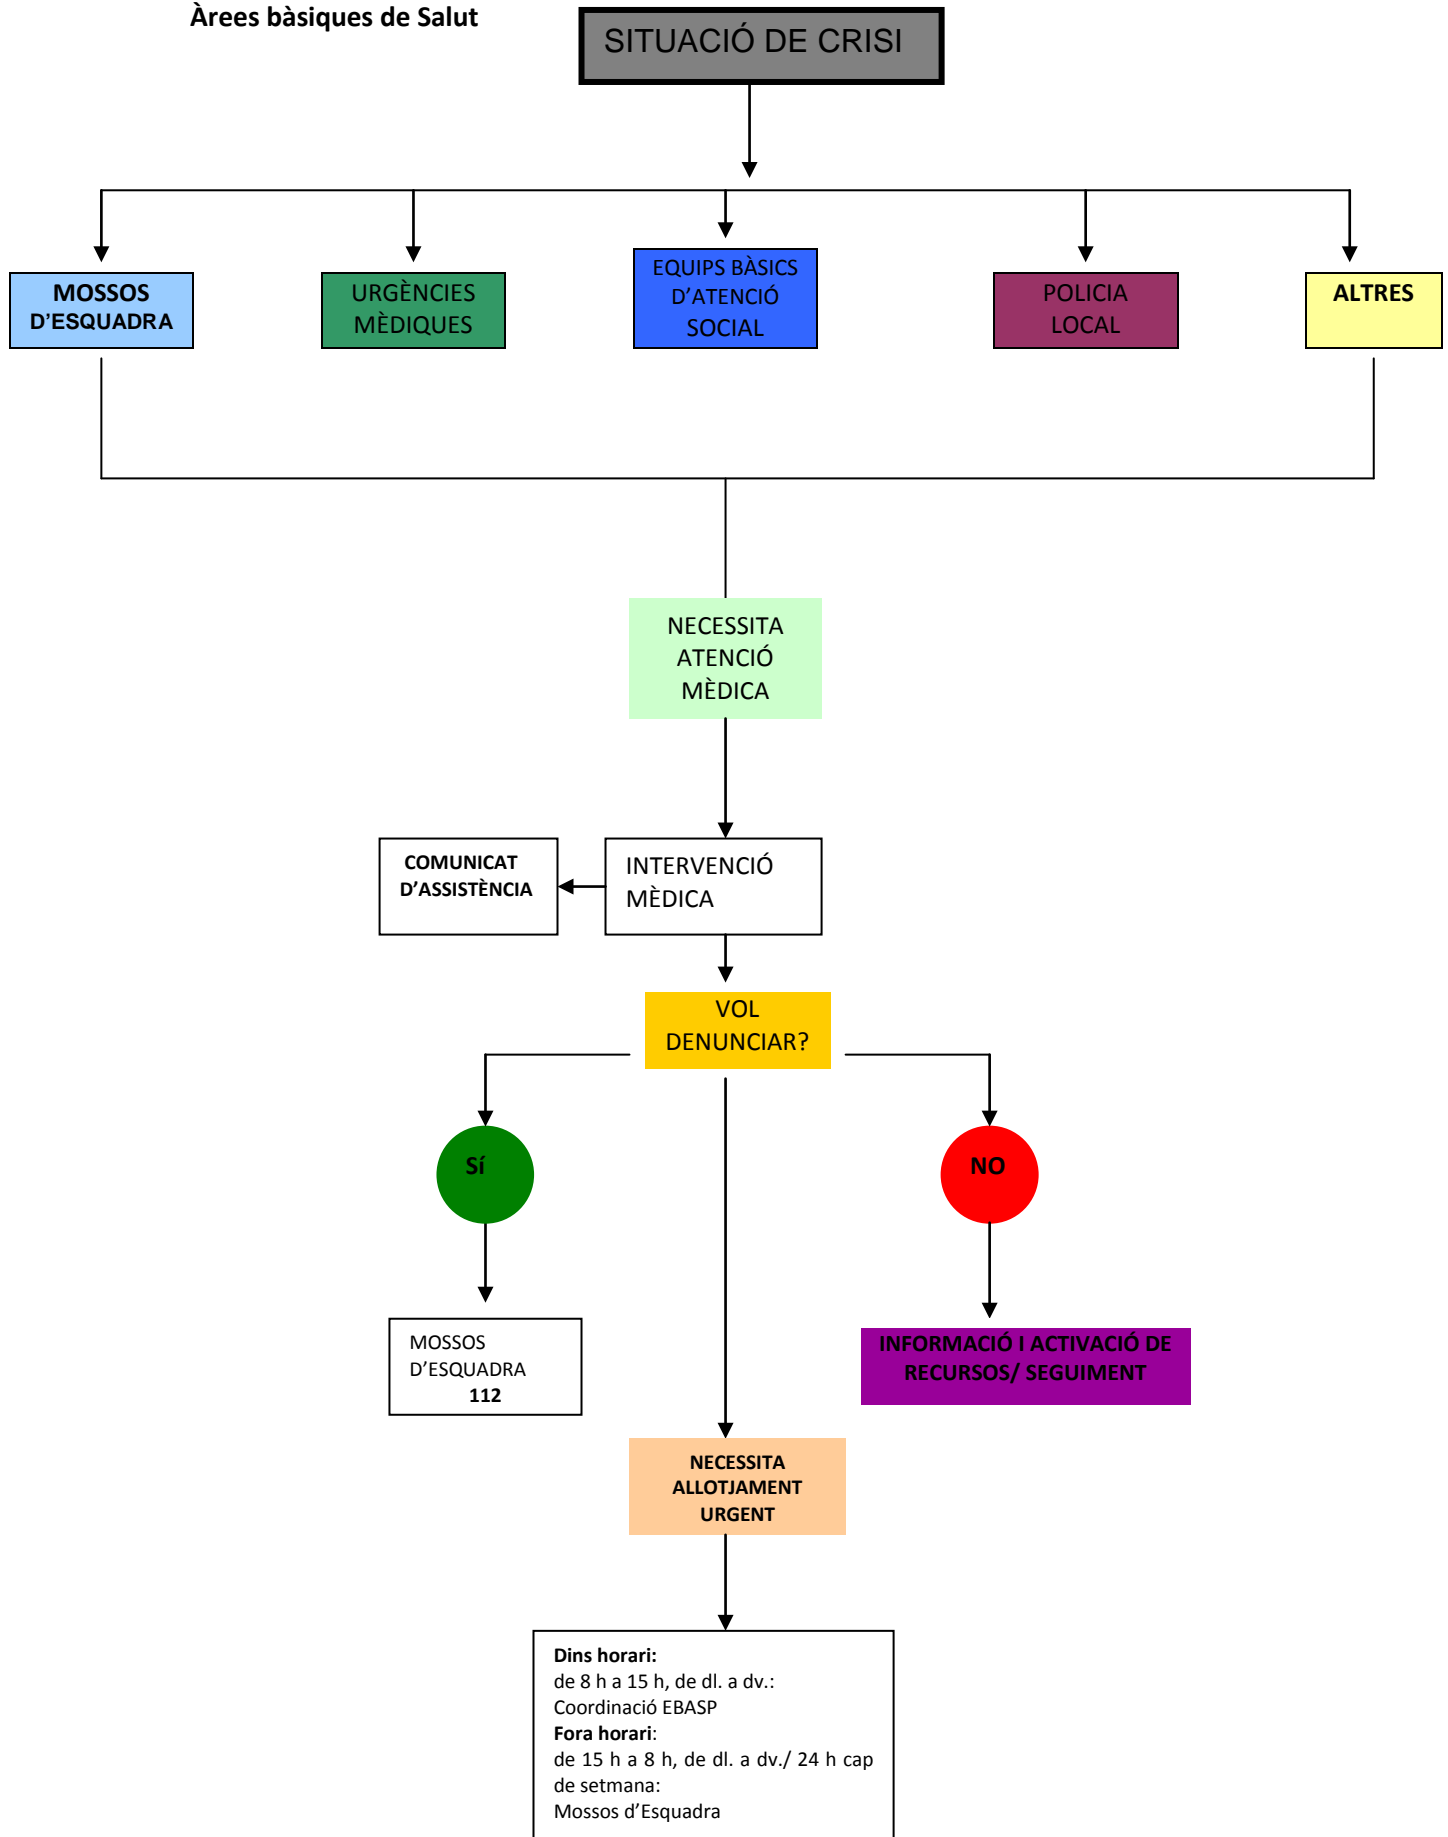 Àrees bàsiques de Salut
SITUACIÓ DE CRISI
MOSSOS
D’ESQUADRA
URGÈNCIES
MÈDIQUES
EQUIPS BÀSICS
D’ATENCIÓ
SOCIAL
POLICIA
LOCAL
ALTRES
NECESSITA
ATENCIÓ
MÈDICA
COMUNICAT
D’ASSISTÈNCIA
INTERVENCIÓ
MÈDICA
VOL
DENUNCIAR?
Sí
NO
MOSSOS
D’ESQUADRA
112
INFORMACIÓ I ACTIVACIÓ DE
RECURSOS/ SEGUIMENT
NECESSITA
ALLOTJAMENT
URGENT
Dins horari:
de 8 h a 15 h, de dl. a dv.:
Coordinació EBASP
Fora horari:
de 15 h a 8 h, de dl. a dv./ 24 h cap
de setmana:
Mossos d’Esquadra